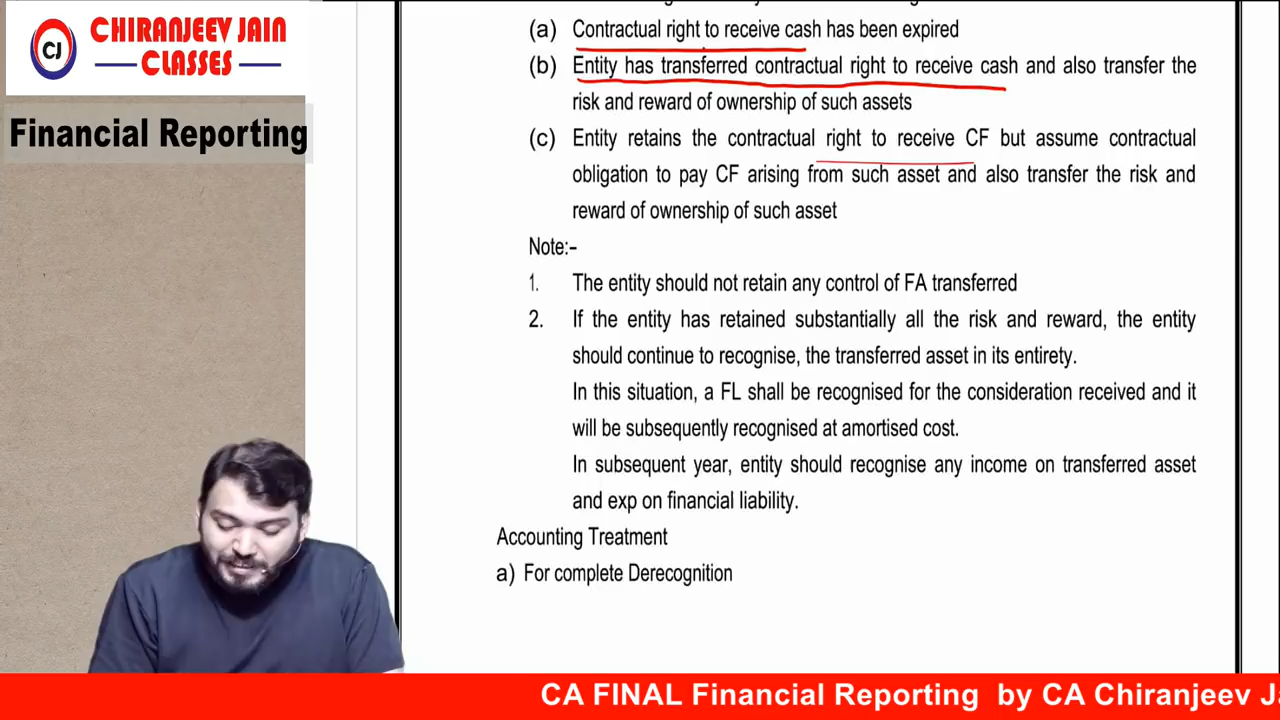 CJ
CHIRANJEEV JAIN
CLASSES
Financial Reporting
(a) Contractual right to receive cash has been expired
(b) Entity has transferred contractual right to receive cash and also transfer the
risk and reward of ownership of such assets
(c) Entity retains the contractual right to receive CF but assume contractual
obligation to pay CF arising from such asset and also transfer the risk and
reward of ownership of such asset
Note:-
1. The entity should not retain any control of FA transferred
2. If the entity has retained substantially all the risk and reward, the entity
should continue to recognise, the transferred asset in its entirety.
In this situation, a FL shall be recognised for the consideration received and it
will be subsequently recognised at amortised cost.
In subsequent year, entity should recognise any income on transferred asset
and exp on financial liability.
Accounting Treatment
a) For complete Derecognition
CA FINAL Financial Reporting by CA Chiranjeev